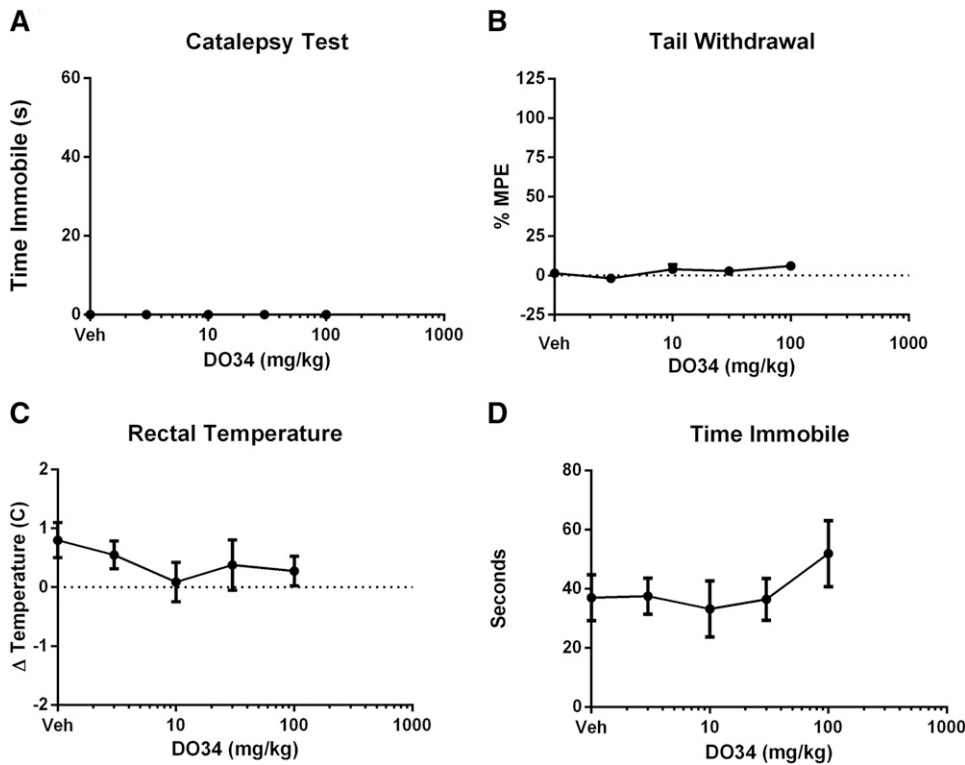 A
Catalepsy Test
Time Immobile (s)
60
40
20
0
Veh 10 100 1000
DO34 (mg/kg)
B
Tail Withdrawal
% MPE
125
100
75
50
25
0
-25
Veh 10 100 1000
DO34 (mg/kg)
C
Rectal Temperature
Δ Temperature (C)
2
1
0
-1
-2
Veh 10 100 1000
DO34 (mg/kg)
D
Time Immobile
Seconds
80
60
40
20
0
Veh 10 100 1000
DO34 (mg/kg)